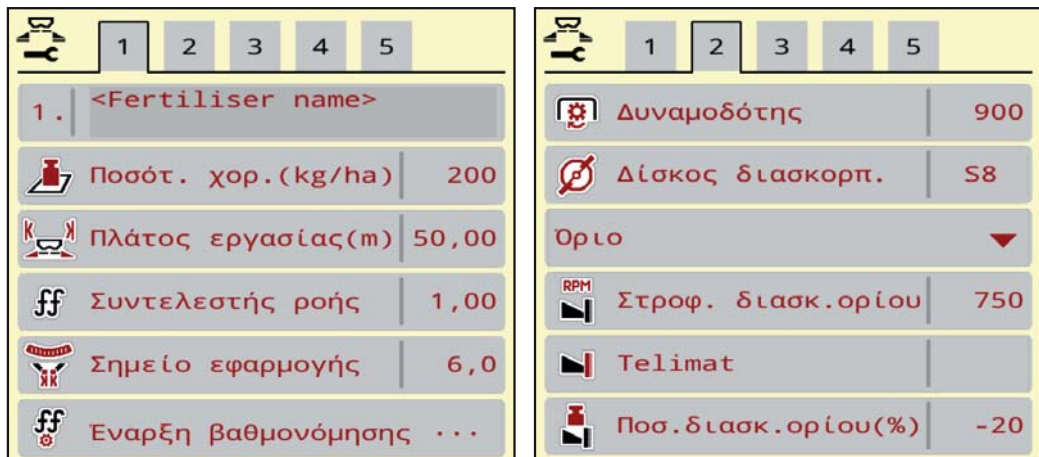 1 2 3 4 5
1. <Fertiliser name>
Ποσότ. χορ.(kg/ha) 200
Πλάτος εργασίας(m) 50,00
ff Συντελεστής ροής 1,00
Σημείο εφαρμογής 6,0
ff Έναρξη βαθμονόμησης ...
1 2 3 4 5
Δυναμοδότης 900
Δίσκος διασκορπ. S8
Όριο
RPM Στροφ. διασκ.ορίου 750
Telimat
Ποσ.διασκ.ορίου(%) -20